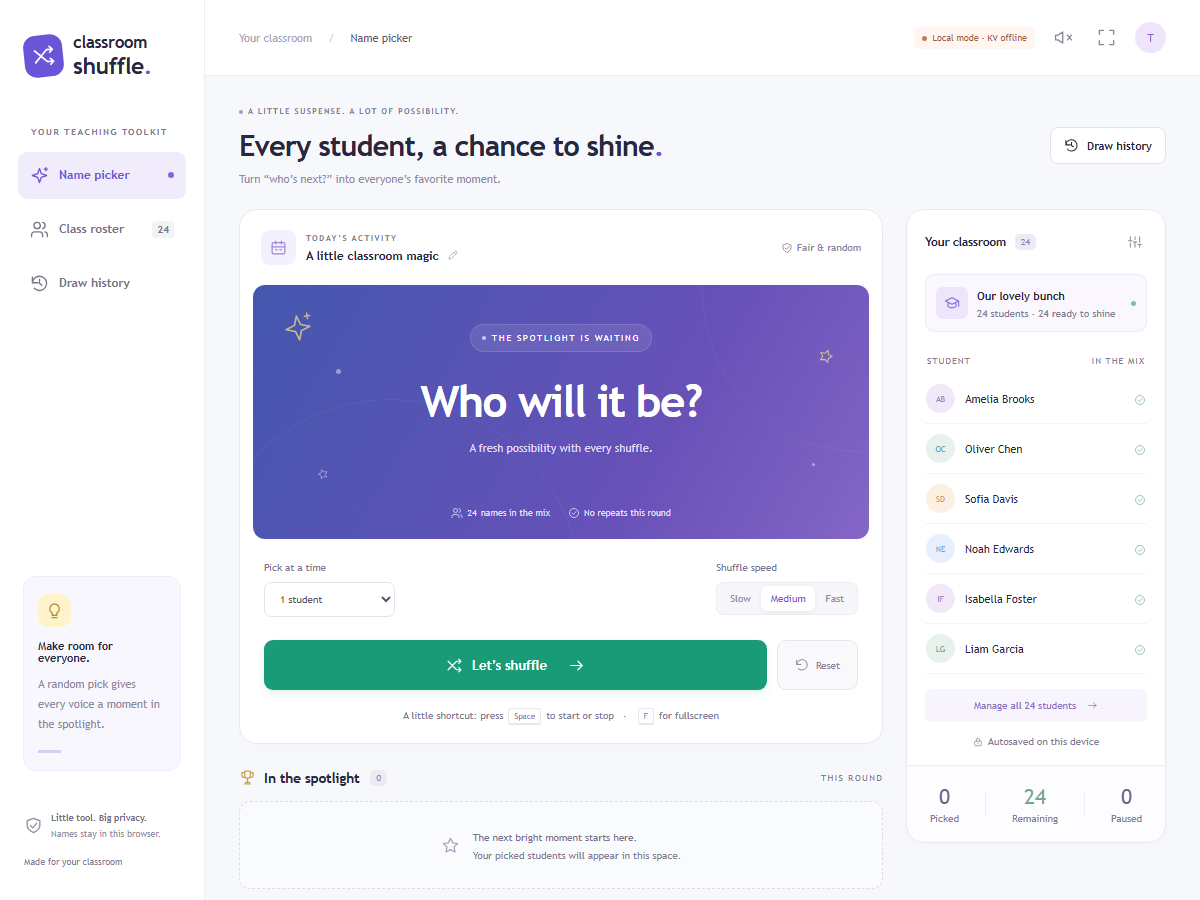 classroom
shuffle.
YOUR TEACHING TOOLKIT
Name picker
Class roster 24
Draw history
Make room for
everyone.
A random pick gives
every voice a moment in
the spotlight.
Little tool. Big privacy.
Names stay in this browser.
Made for your classroom
Your classroom / Name picker
Local mode · KV offline
T
A LITTLE SUSPENSE. A LOT OF POSSIBILITY.
Every student, a chance to shine.
Turn “who’s next?” into everyone’s favorite moment.
Draw history
TODAY’S ACTIVITY
A little classroom magic
Fair & random
THE SPOTLIGHT IS WAITING
Who will it be?
A fresh possibility with every shuffle.
24 names in the mix No repeats this round
Pick at a time
1 student
Shuffle speed
Slow Medium Fast
Let’s shuffle
Reset
A little shortcut: press Space to start or stop · F for fullscreen
In the spotlight 0
THIS ROUND
The next bright moment starts here.
Your picked students will appear in this space.
Your classroom 24
Our lovely bunch
24 students · 24 ready to shine
STUDENT IN THE MIX
AB Amelia Brooks
OC Oliver Chen
SD Sofia Davis
NE Noah Edwards
IF Isabella Foster
LG Liam Garcia
Manage all 24 students
Autosaved on this device
0 24 0
Picked Remaining Paused